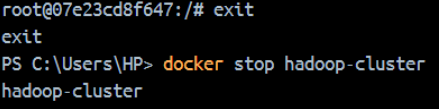 root@07e23cd8f647:/# exit
exit
PS C:\Users\HP> docker stop hadoop-cluster
hadoop-cluster